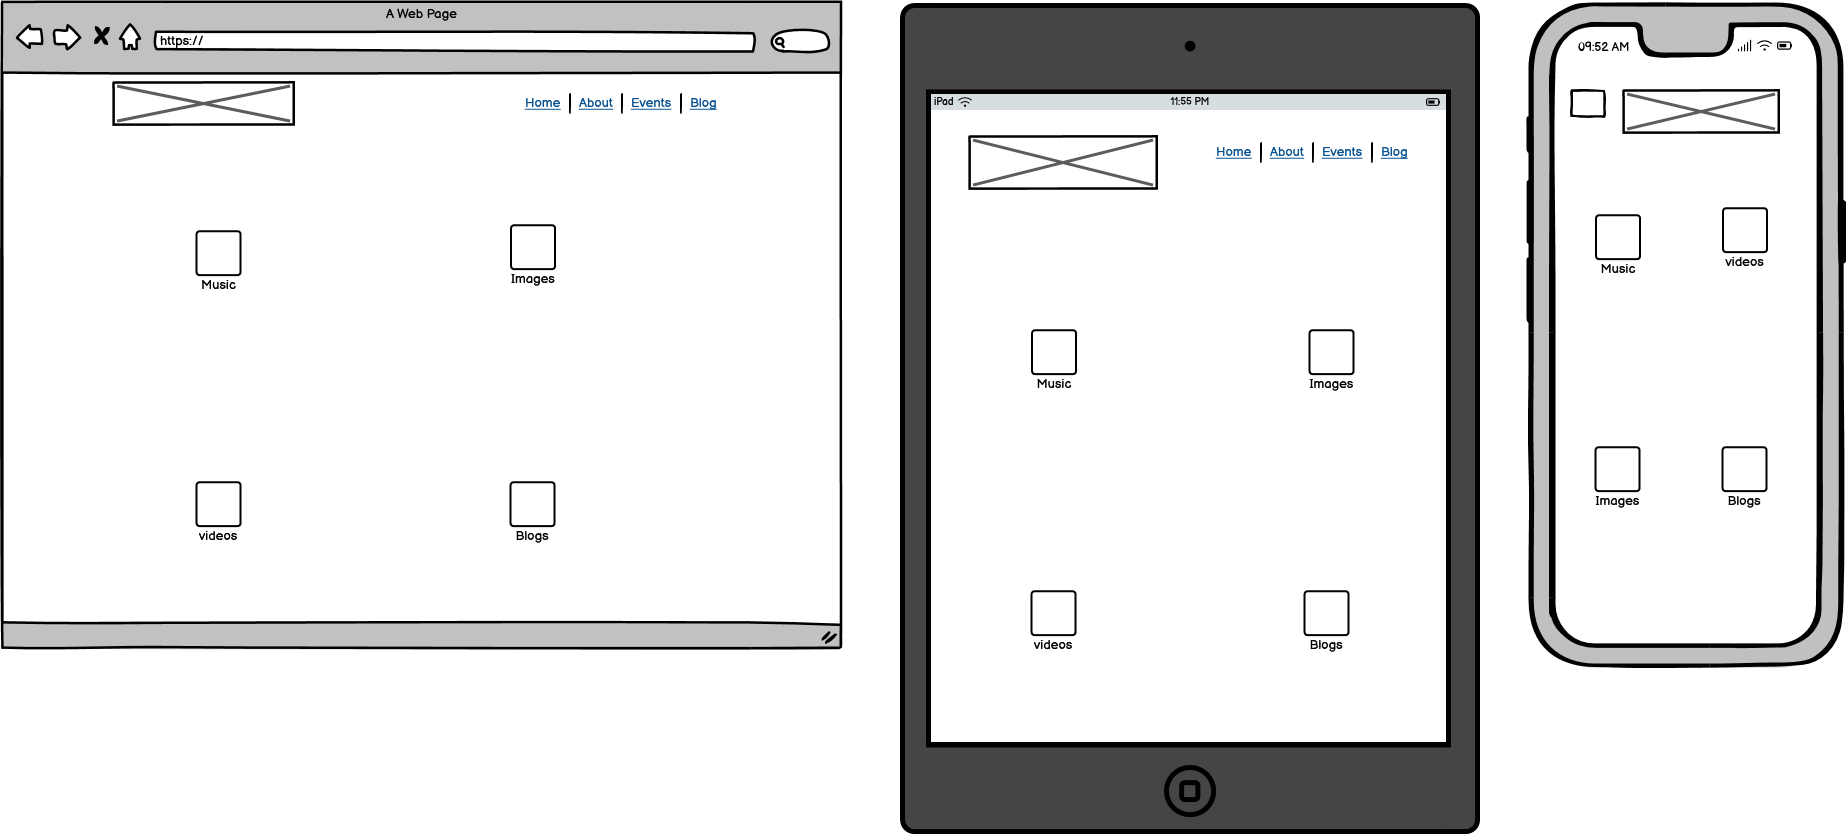 A Web Page
https://
Home About Events Blog
Music Images
videos Blogs
iPad 11:55 PM
Home About Events Blog
Music Images
videos Blogs
09:52 AM
Music videos
Images Blogs